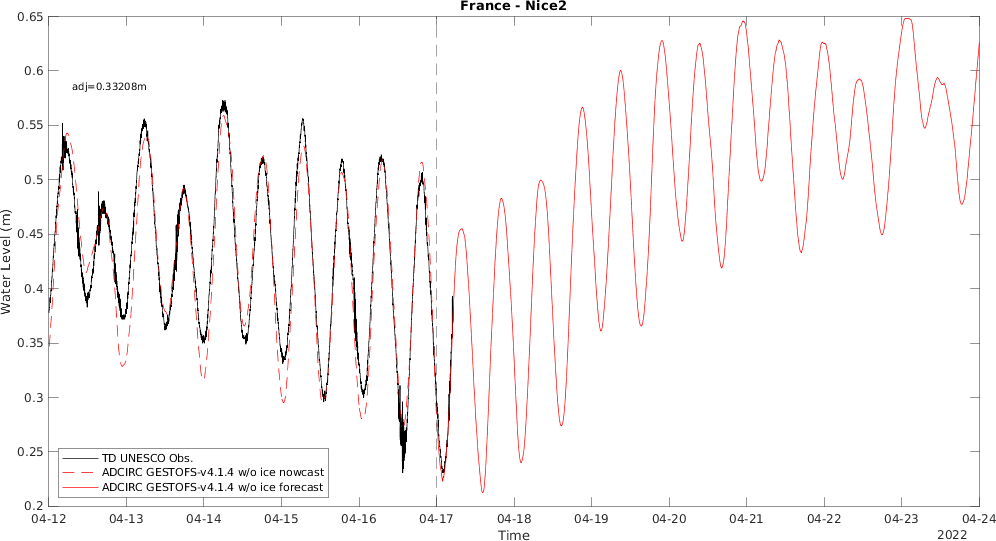 France - Nice2
0.65
0.6
0.55
0.5
0.45
0.4
0.35
0.3
0.25
0.2
Water Level (m)
adj=0.33208m
TD UNESCO Obs.
ADCIRC GESTOFS-v4.1.4 w/o ice nowcast
ADCIRC GESTOFS-v4.1.4 w/o ice forecast
04-12 04-13 04-14 04-15 04-16 04-17 04-18 04-19 04-20 04-21 04-22 04-23 04-24
Time
2022